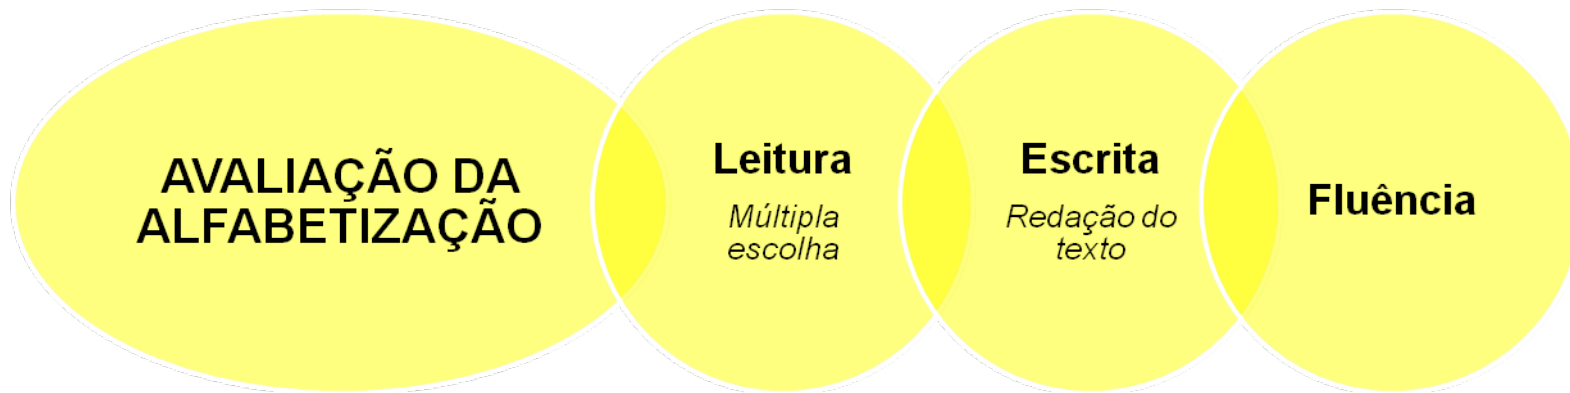 AVALIAÇÃO DA
ALFABETIZAÇÃO
Leitura
Múltipla
escolha
Escrita
Redação do
texto
Fluência